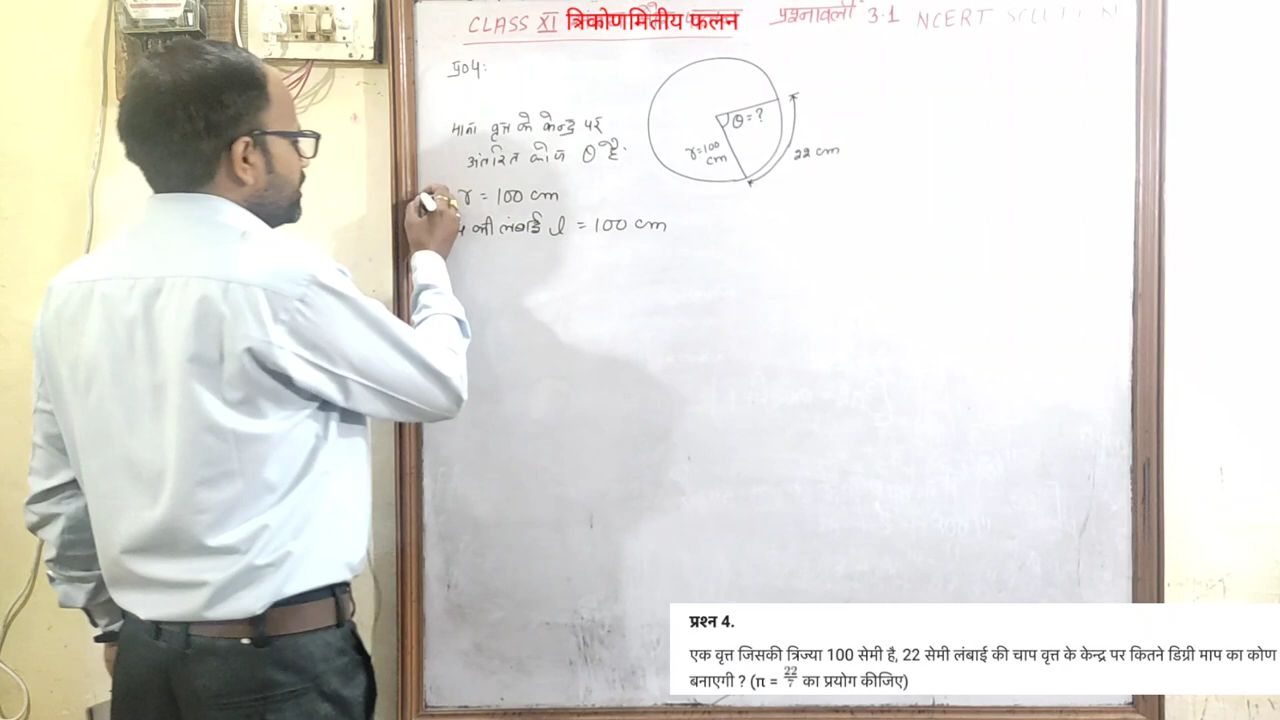 CLASS XI त्रिकोणमितीय फलन प्रश्नावली 3.1 NCERT SOLUTION
प्र04:
माना वृत्त के केन्द्र पर
अंतरित कोण θ है.
r = 100 cm
की लंबाई l = 100 cm
θ = ?
r=100
cm
22 cm
प्रश्न 4.
एक वृत्त जिसकी त्रिज्या 100 सेमी है, 22 सेमी लंबाई की चाप वृत्त के केन्द्र पर कितने डिग्री माप का कोण
बनाएगी ? (π = 22/7 का प्रयोग कीजिए)